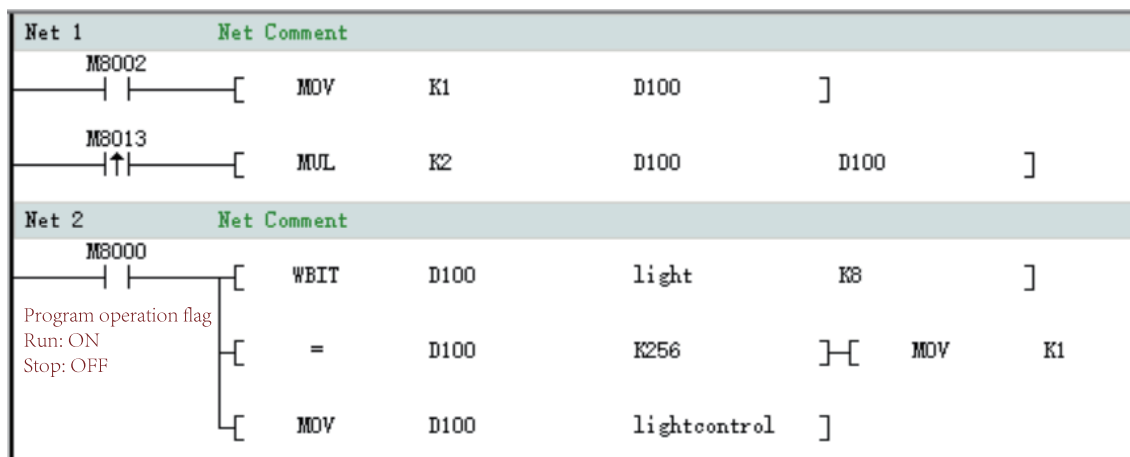 Net 1 Net Comment
M8002
[ MOV K1 D100 ]
M8013
[ MUL K2 D100 D100 ]
Net 2 Net Comment
M8000
[ WBIT D100 light K8 ]
Program operation flag
Run: ON
Stop: OFF
[ = D100 K256 ] [ MOV K1
[ MOV D100 lightcontrol ]